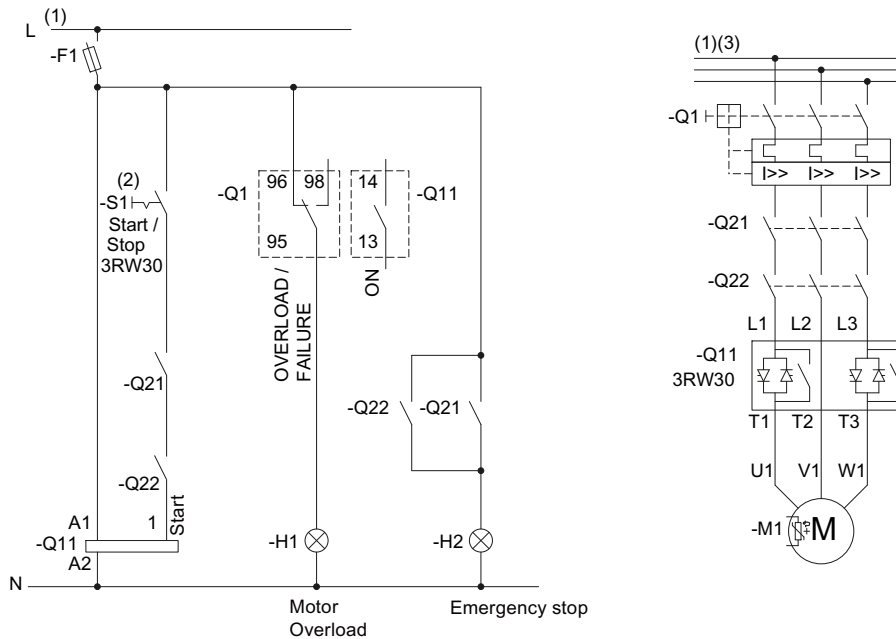 (1)
L
-F1
(2)
-S1
Start /
Stop
3RW30
-Q21
-Q22
A1
1
Start
-Q11
A2
N
-Q1
96
98
95
OVERLOAD /
FAILURE
14
13
-Q11
ON
-Q22
-Q21
-H1
-H2
Motor
Overload
Emergency stop
(1)(3)
-Q1
I>>
I>>
I>>
-Q21
-Q22
L1
L2
L3
-Q11
3RW30
T1
T2
T3
U1
V1
W1
-M1
M